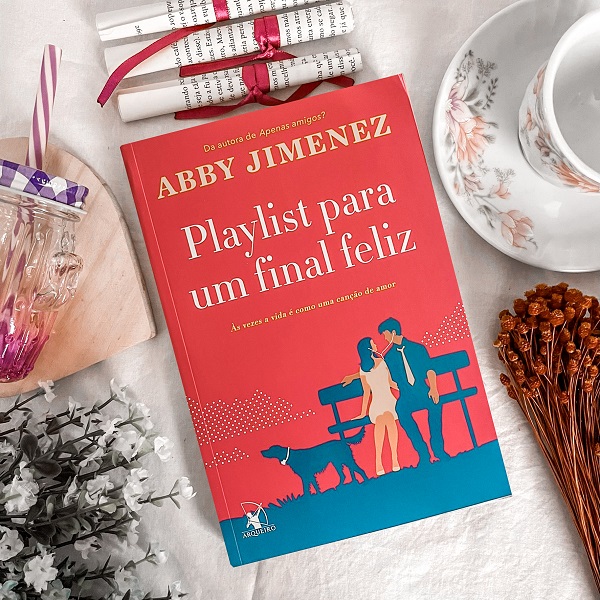 Da autora de Apenas amigos?
ABBY JIMENEZ
Playlist para
um final feliz
Às vezes a vida é como uma canção de amor
ARQUEIRO